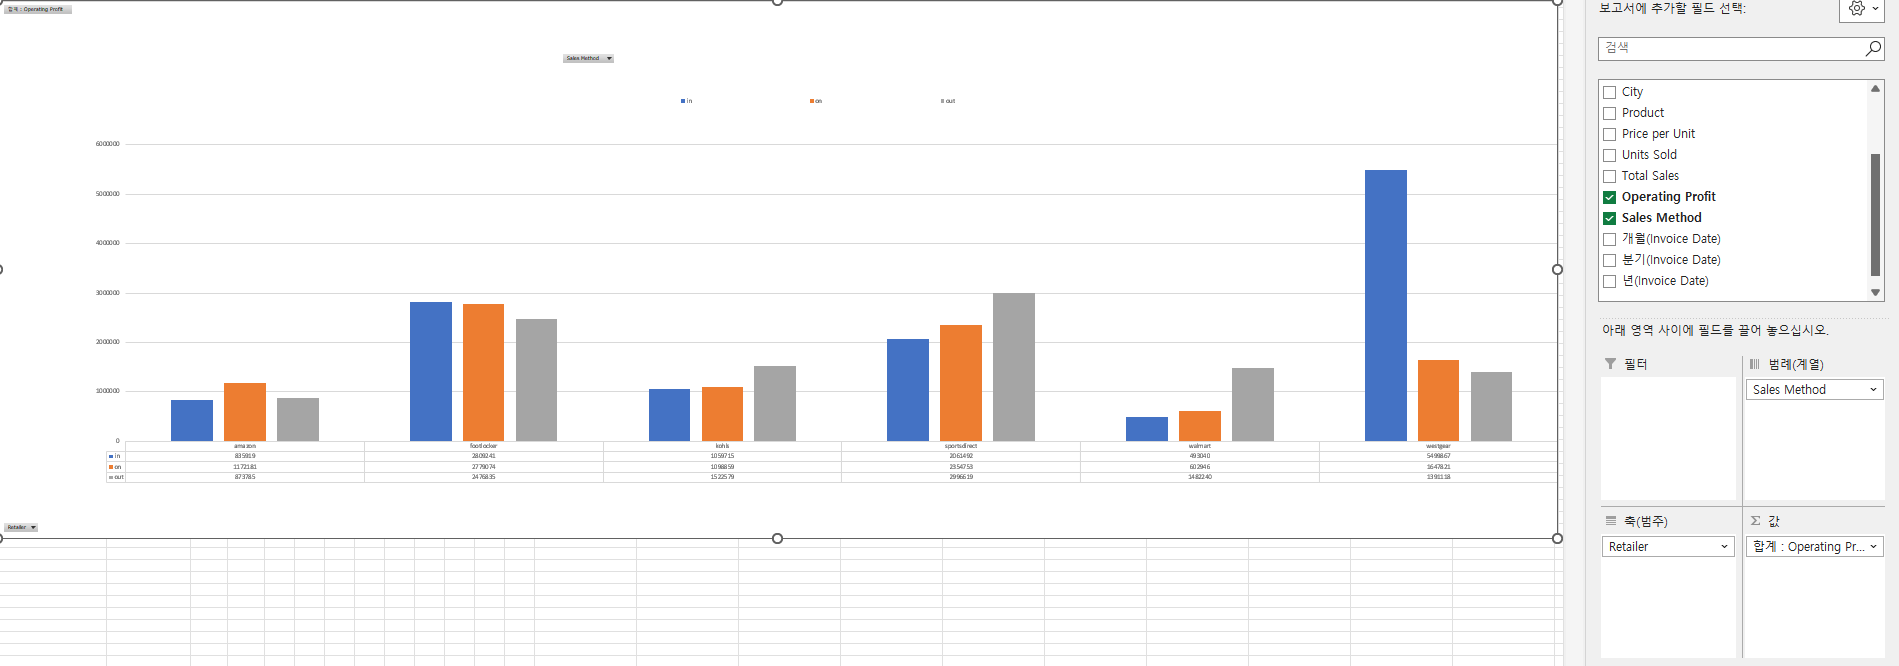 합계 : Operating Profit
Sales Method
in on out
6000000
5000000
4000000
3000000
2000000
1000000
0
amazon footlocker kohls sportsdirect walmart westgear
in 835919 2809241 1059715 2061492 493040 5499867
on 1172181 2779074 1098859 2354753 602946 1647821
out 873785 2476835 1522579 2996619 1482240 1391118
Retailer
보고서에 추가할 필드 선택:
검색
City
Product
Price per Unit
Units Sold
Total Sales
Operating Profit
Sales Method
개월(Invoice Date)
분기(Invoice Date)
년(Invoice Date)
아래 영역 사이에 필드를 끌어 놓으십시오.
필터
범례(계열)
Sales Method
축(범주)
Σ 값
Retailer
합계 : Operating Pr...